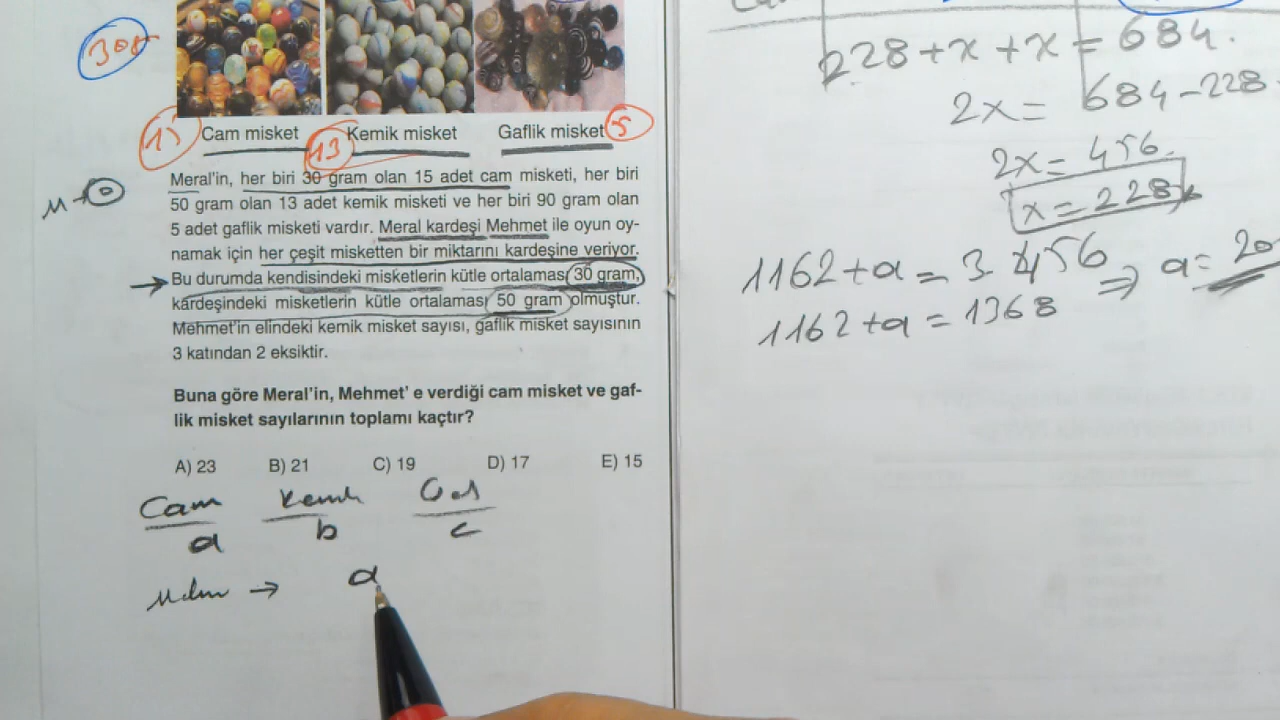 30gr
Cam misket Kemik misket Gaflik misket
15 13 5
M → 0
Meral'in, her biri 30 gram olan 15 adet cam misketi, her biri
50 gram olan 13 adet kemik misketi ve her biri 90 gram olan
5 adet gaflik misketi vardır. Meral kardeşi Mehmet ile oyun oy-
namak için her çeşit misketten bir miktarını kardeşine veriyor.
Bu durumda kendisindeki misketlerin kütle ortalaması 30 gram,
kardeşindeki misketlerin kütle ortalaması 50 gram olmuştur.
Mehmet'in elindeki kemik misket sayısı, gaflik misket sayısının
3 katından 2 eksiktir.
Buna göre Meral'in, Mehmet' e verdiği cam misket ve gaf-
lik misket sayılarının toplamı kaçtır?
A) 23 B) 21 C) 19 D) 17 E) 15
Cam Kemik
a b c
→ a
228 + x + x = 684.
2x = 684 - 228
2x = 456.
x = 228
1162 + a = 3. 456 ⇒ a = 20
1162 + a = 1368